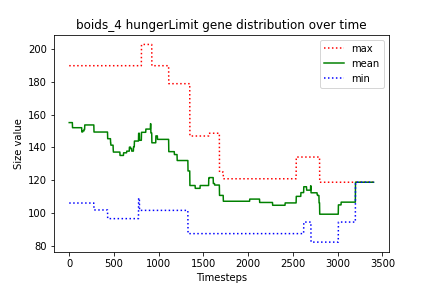 boids_4 hungerLimit gene distribution over time
max
mean
min
Size value
200
180
160
140
120
100
80
0 500 1000 1500 2000 2500 3000 3500
Timesteps